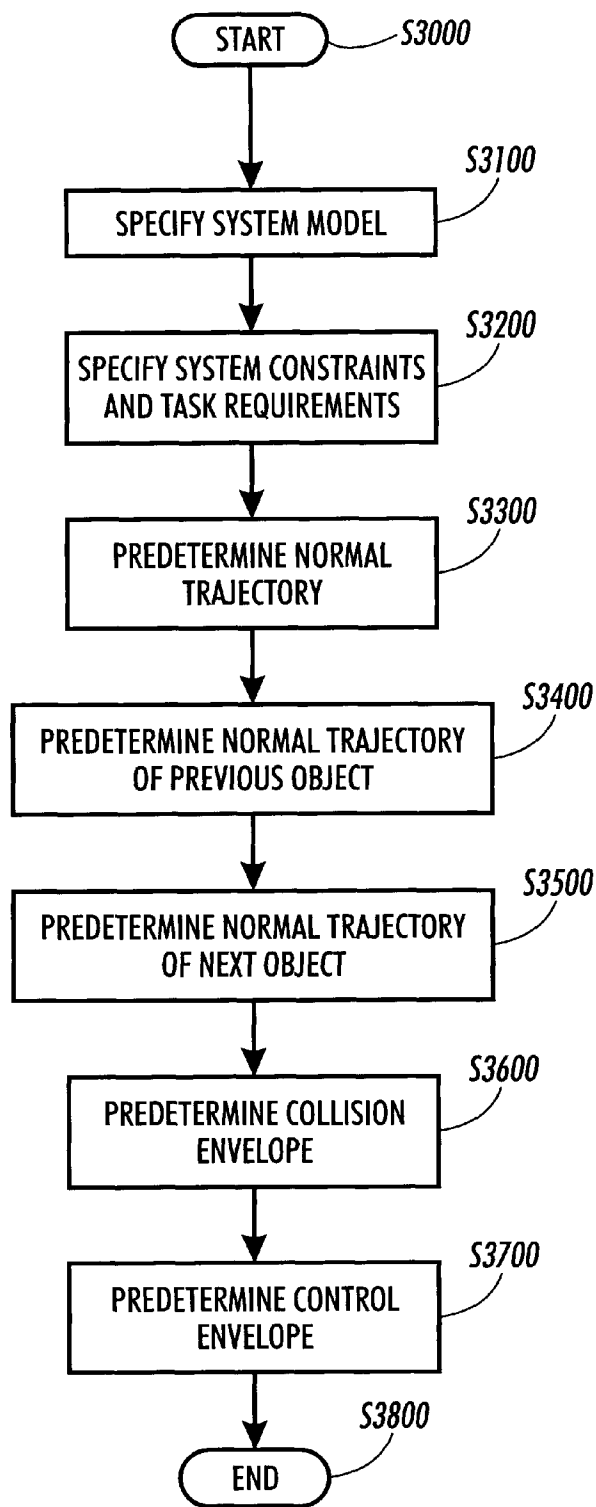 START
S3000
S3100
SPECIFY SYSTEM MODEL
S3200
SPECIFY SYSTEM CONSTRAINTS
AND TASK REQUIREMENTS
S3300
PREDETERMINE NORMAL
TRAJECTORY
S3400
PREDETERMINE NORMAL TRAJECTORY
OF PREVIOUS OBJECT
S3500
PREDETERMINE NORMAL TRAJECTORY
OF NEXT OBJECT
S3600
PREDETERMINE COLLISION
ENVELOPE
S3700
PREDETERMINE CONTROL
ENVELOPE
S3800
END